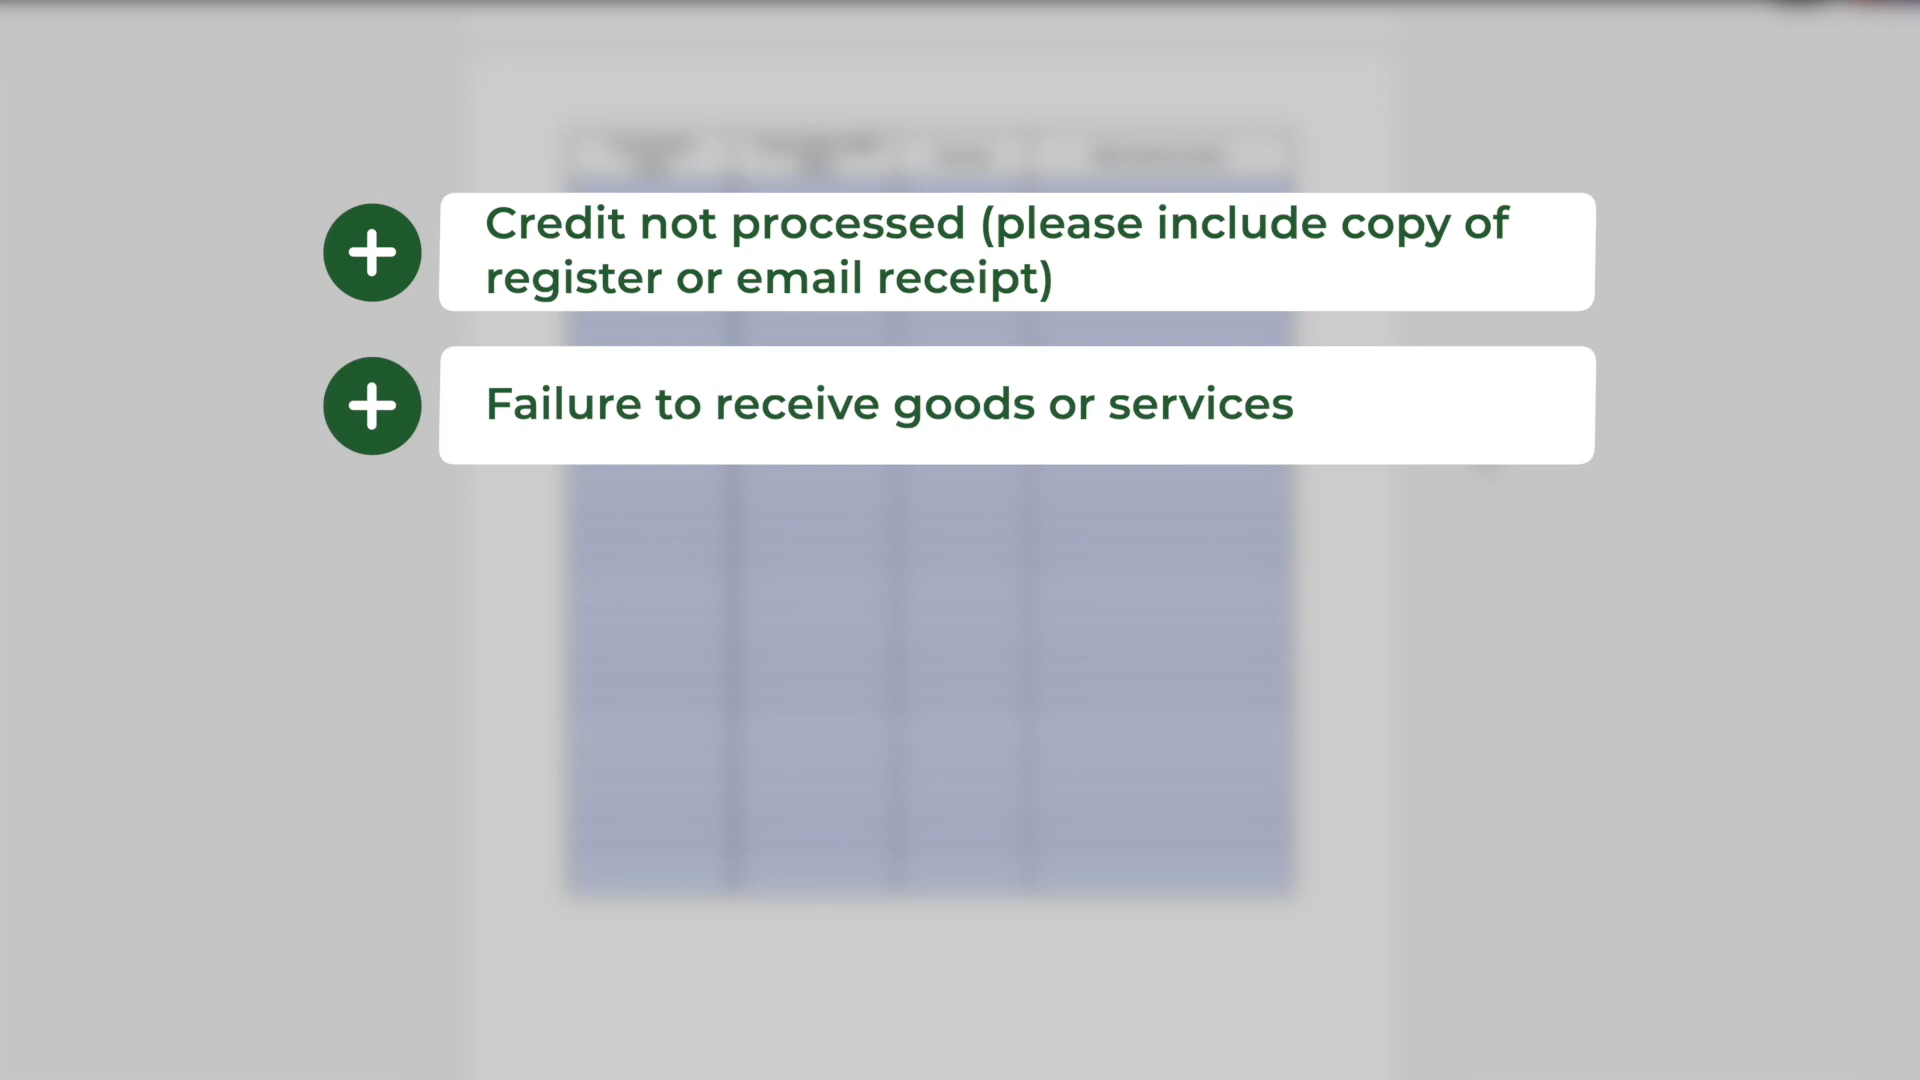 Credit not processed (please include copy of
register or email receipt)
Failure to receive goods or services